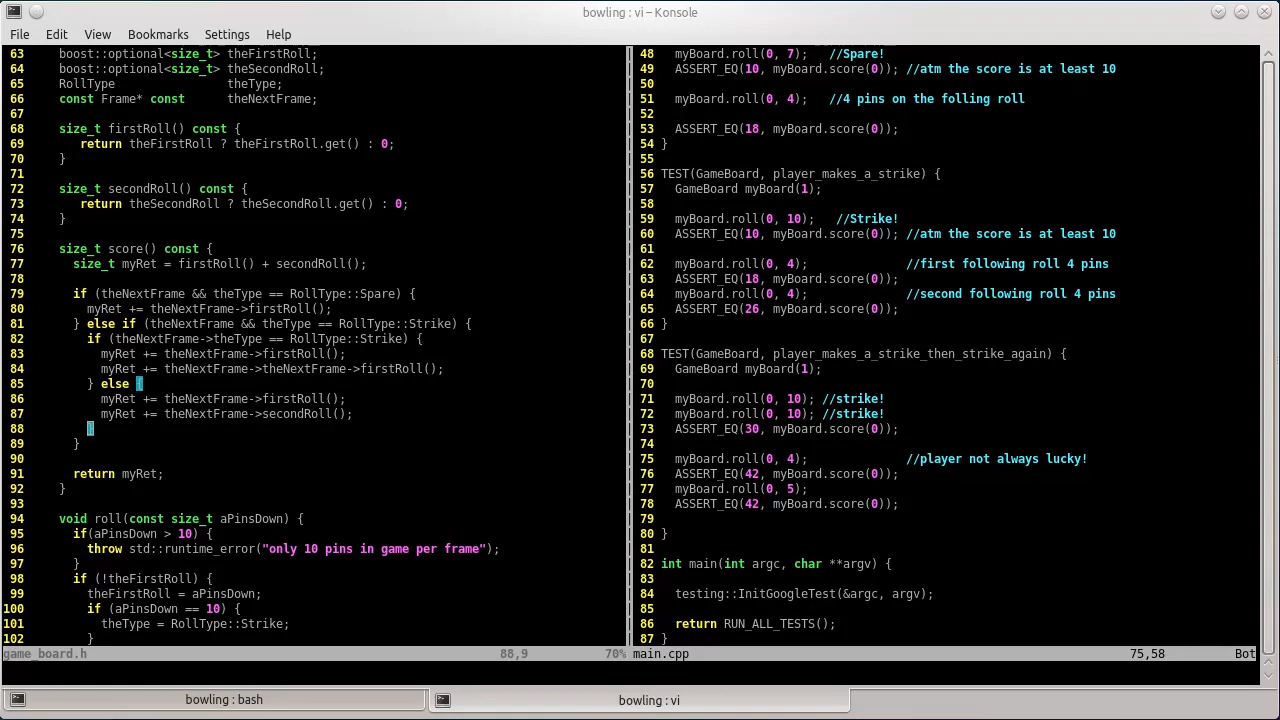 bowling : vi – Konsole
File Edit View Bookmarks Settings Help
63 boost::optional<size_t> theFirstRoll;
64 boost::optional<size_t> theSecondRoll;
65 RollType theType;
66 const Frame* const theNextFrame;
67
68 size_t firstRoll() const {
69 return theFirstRoll ? theFirstRoll.get() : 0;
70 }
71
72 size_t secondRoll() const {
73 return theSecondRoll ? theSecondRoll.get() : 0;
74 }
75
76 size_t score() const {
77 size_t myRet = firstRoll() + secondRoll();
78
79 if (theNextFrame && theType == RollType::Spare) {
80 myRet += theNextFrame->firstRoll();
81 } else if (theNextFrame && theType == RollType::Strike) {
82 if (theNextFrame->theType == RollType::Strike) {
83 myRet += theNextFrame->firstRoll();
84 myRet += theNextFrame->theNextFrame->firstRoll();
85 } else {
86 myRet += theNextFrame->firstRoll();
87 myRet += theNextFrame->secondRoll();
88 }
89 }
90
91 return myRet;
92 }
93
94 void roll(const size_t aPinsDown) {
95 if(aPinsDown > 10) {
96 throw std::runtime_error("only 10 pins in game per frame");
97 }
98 if (!theFirstRoll) {
99 theFirstRoll = aPinsDown;
100 if (aPinsDown == 10) {
101 theType = RollType::Strike;
102 }
game_board.h 88,9 70%
48 myBoard.roll(0, 7); //Spare!
49 ASSERT_EQ(10, myBoard.score(0)); //atm the score is at least 10
50
51 myBoard.roll(0, 4); //4 pins on the folling roll
52
53 ASSERT_EQ(18, myBoard.score(0));
54 }
55
56 TEST(GameBoard, player_makes_a_strike) {
57 GameBoard myBoard(1);
58
59 myBoard.roll(0, 10); //Strike!
60 ASSERT_EQ(10, myBoard.score(0)); //atm the score is at least 10
61
62 myBoard.roll(0, 4); //first following roll 4 pins
63 ASSERT_EQ(18, myBoard.score(0));
64 myBoard.roll(0, 4); //second following roll 4 pins
65 ASSERT_EQ(26, myBoard.score(0));
66 }
67
68 TEST(GameBoard, player_makes_a_strike_then_strike_again) {
69 GameBoard myBoard(1);
70
71 myBoard.roll(0, 10); //strike!
72 myBoard.roll(0, 10); //strike!
73 ASSERT_EQ(30, myBoard.score(0));
74
75 myBoard.roll(0, 4); //player not always lucky!
76 ASSERT_EQ(42, myBoard.score(0));
77 myBoard.roll(0, 5);
78 ASSERT_EQ(42, myBoard.score(0));
79
80 }
81
82 int main(int argc, char **argv) {
83
84 testing::InitGoogleTest(&argc, argv);
85
86 return RUN_ALL_TESTS();
87 }
main.cpp 75,58 Bot
bowling : bash
bowling : vi